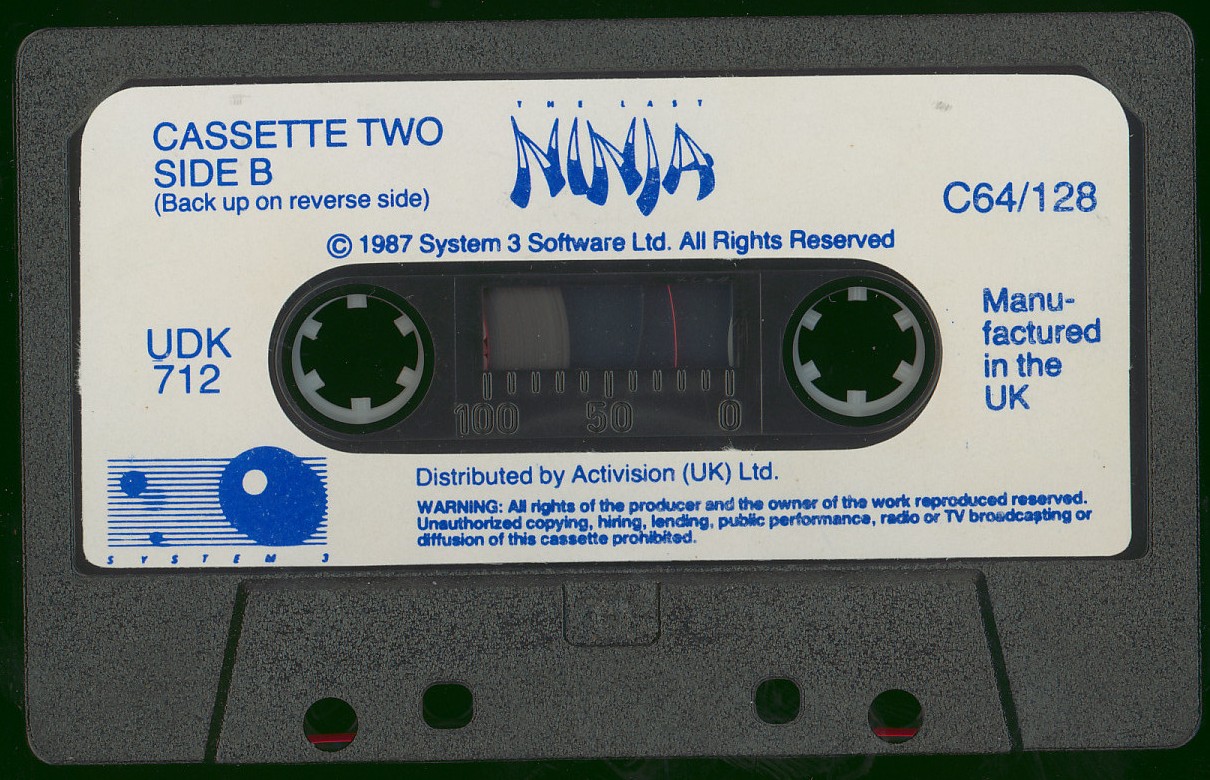 THE LAST
NINJA
CASSETTE TWO
SIDE B
(Back up on reverse side)
C64/128
© 1987 System 3 Software Ltd. All Rights Reserved
UDK
712
Manu-
factured
in the
UK
100 50 0
SYSTEM 3
Distributed by Activision (UK) Ltd.
WARNING: All rights of the producer and the owner of the work reproduced reserved.
Unauthorized copying, hiring, lending, public performance, radio or TV broadcasting or
diffusion of this cassette prohibited.